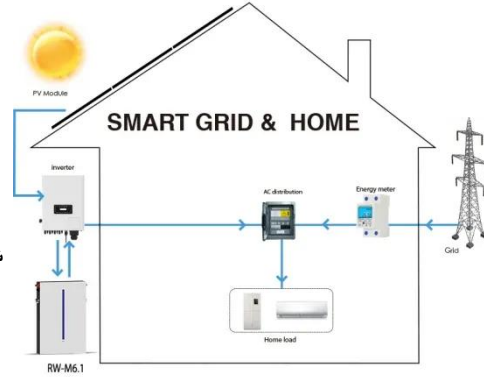 PV Module
SMART GRID & HOME
Inverter
AC distribution
Energy meter
Grid
Home load
RW-M6.1